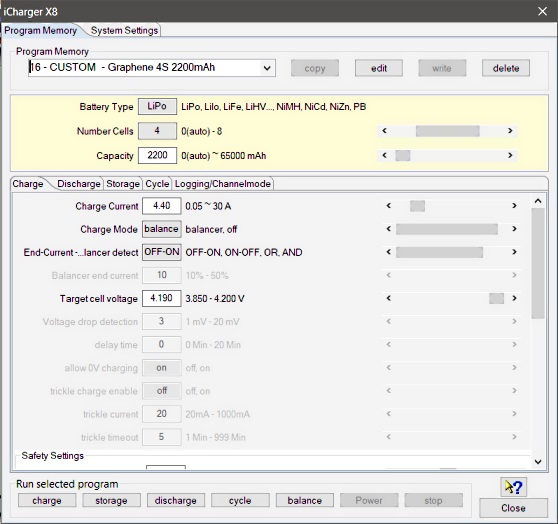 iCharger X8
Program Memory System Settings
Program Memory
16 - CUSTOM - Graphene 4S 2200mAh copy edit write delete
Battery Type LiPo LiPo, LiIo, LiFe, LiHV..., NiMH, NiCd, NiZn, PB
Number Cells 4 0(auto) - 8
Capacity 2200 0(auto) ~ 65000 mAh
Charge Discharge Storage Cycle Logging/Channelmode
Charge Current 4.40 0.05 ~ 30 A
Charge Mode balance balancer, off
End-Current -...lancer detect OFF-ON OFF-ON, ON-OFF, OR, AND
Balancer end current 10 10% - 50%
Target cell voltage 4.190 3.850 - 4.200 V
Voltage drop detection 3 1 mV - 20 mV
delay time 0 0 Min - 20 Min
allow 0V charging on off, on
trickle charge enable off off, on
trickle current 20 20mA - 1000mA
trickle timeout 5 1 Min - 999 Min
Safety Settings
Run selected program
charge storage discharge cycle balance Power stop
Close